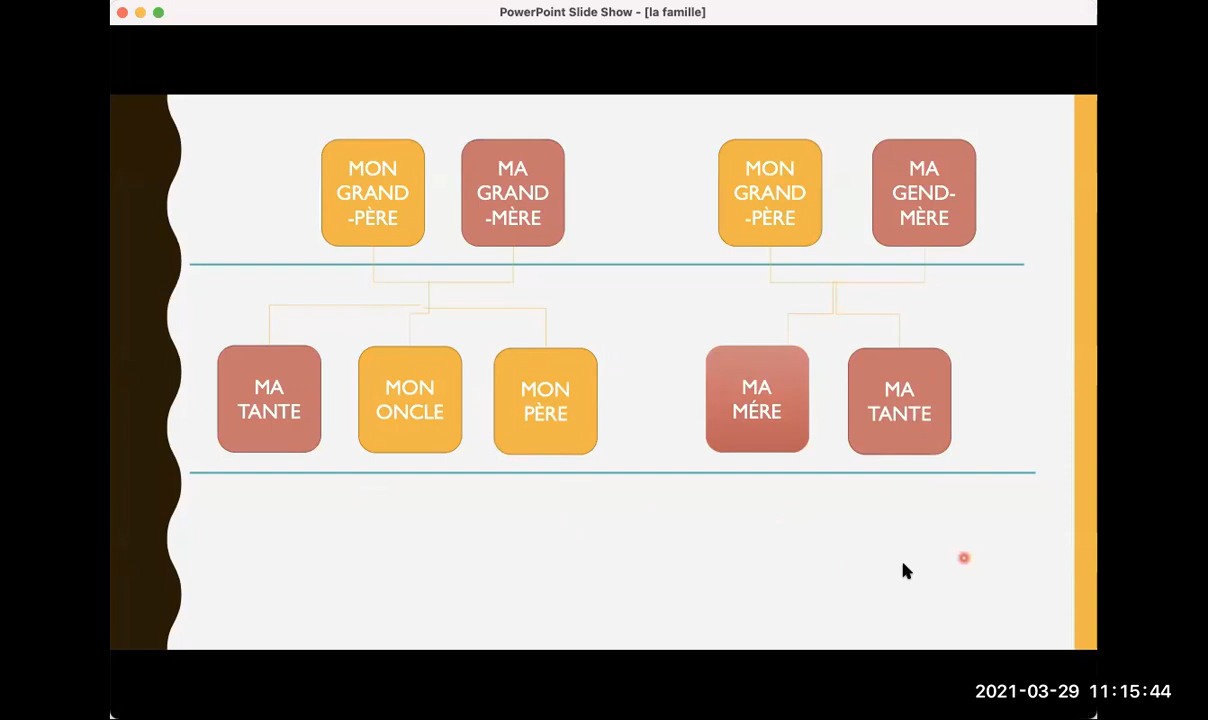 PowerPoint Slide Show - [la famille]
MON
GRAND
-PÈRE
MA
GRAND
-MÈRE
MON
GRAND
-PÈRE
MA
GEND-
MÈRE
MA
TANTE
MON
ONCLE
MON
PÈRE
MA
MÉRE
MA
TANTE
2021-03-29 11:15:44